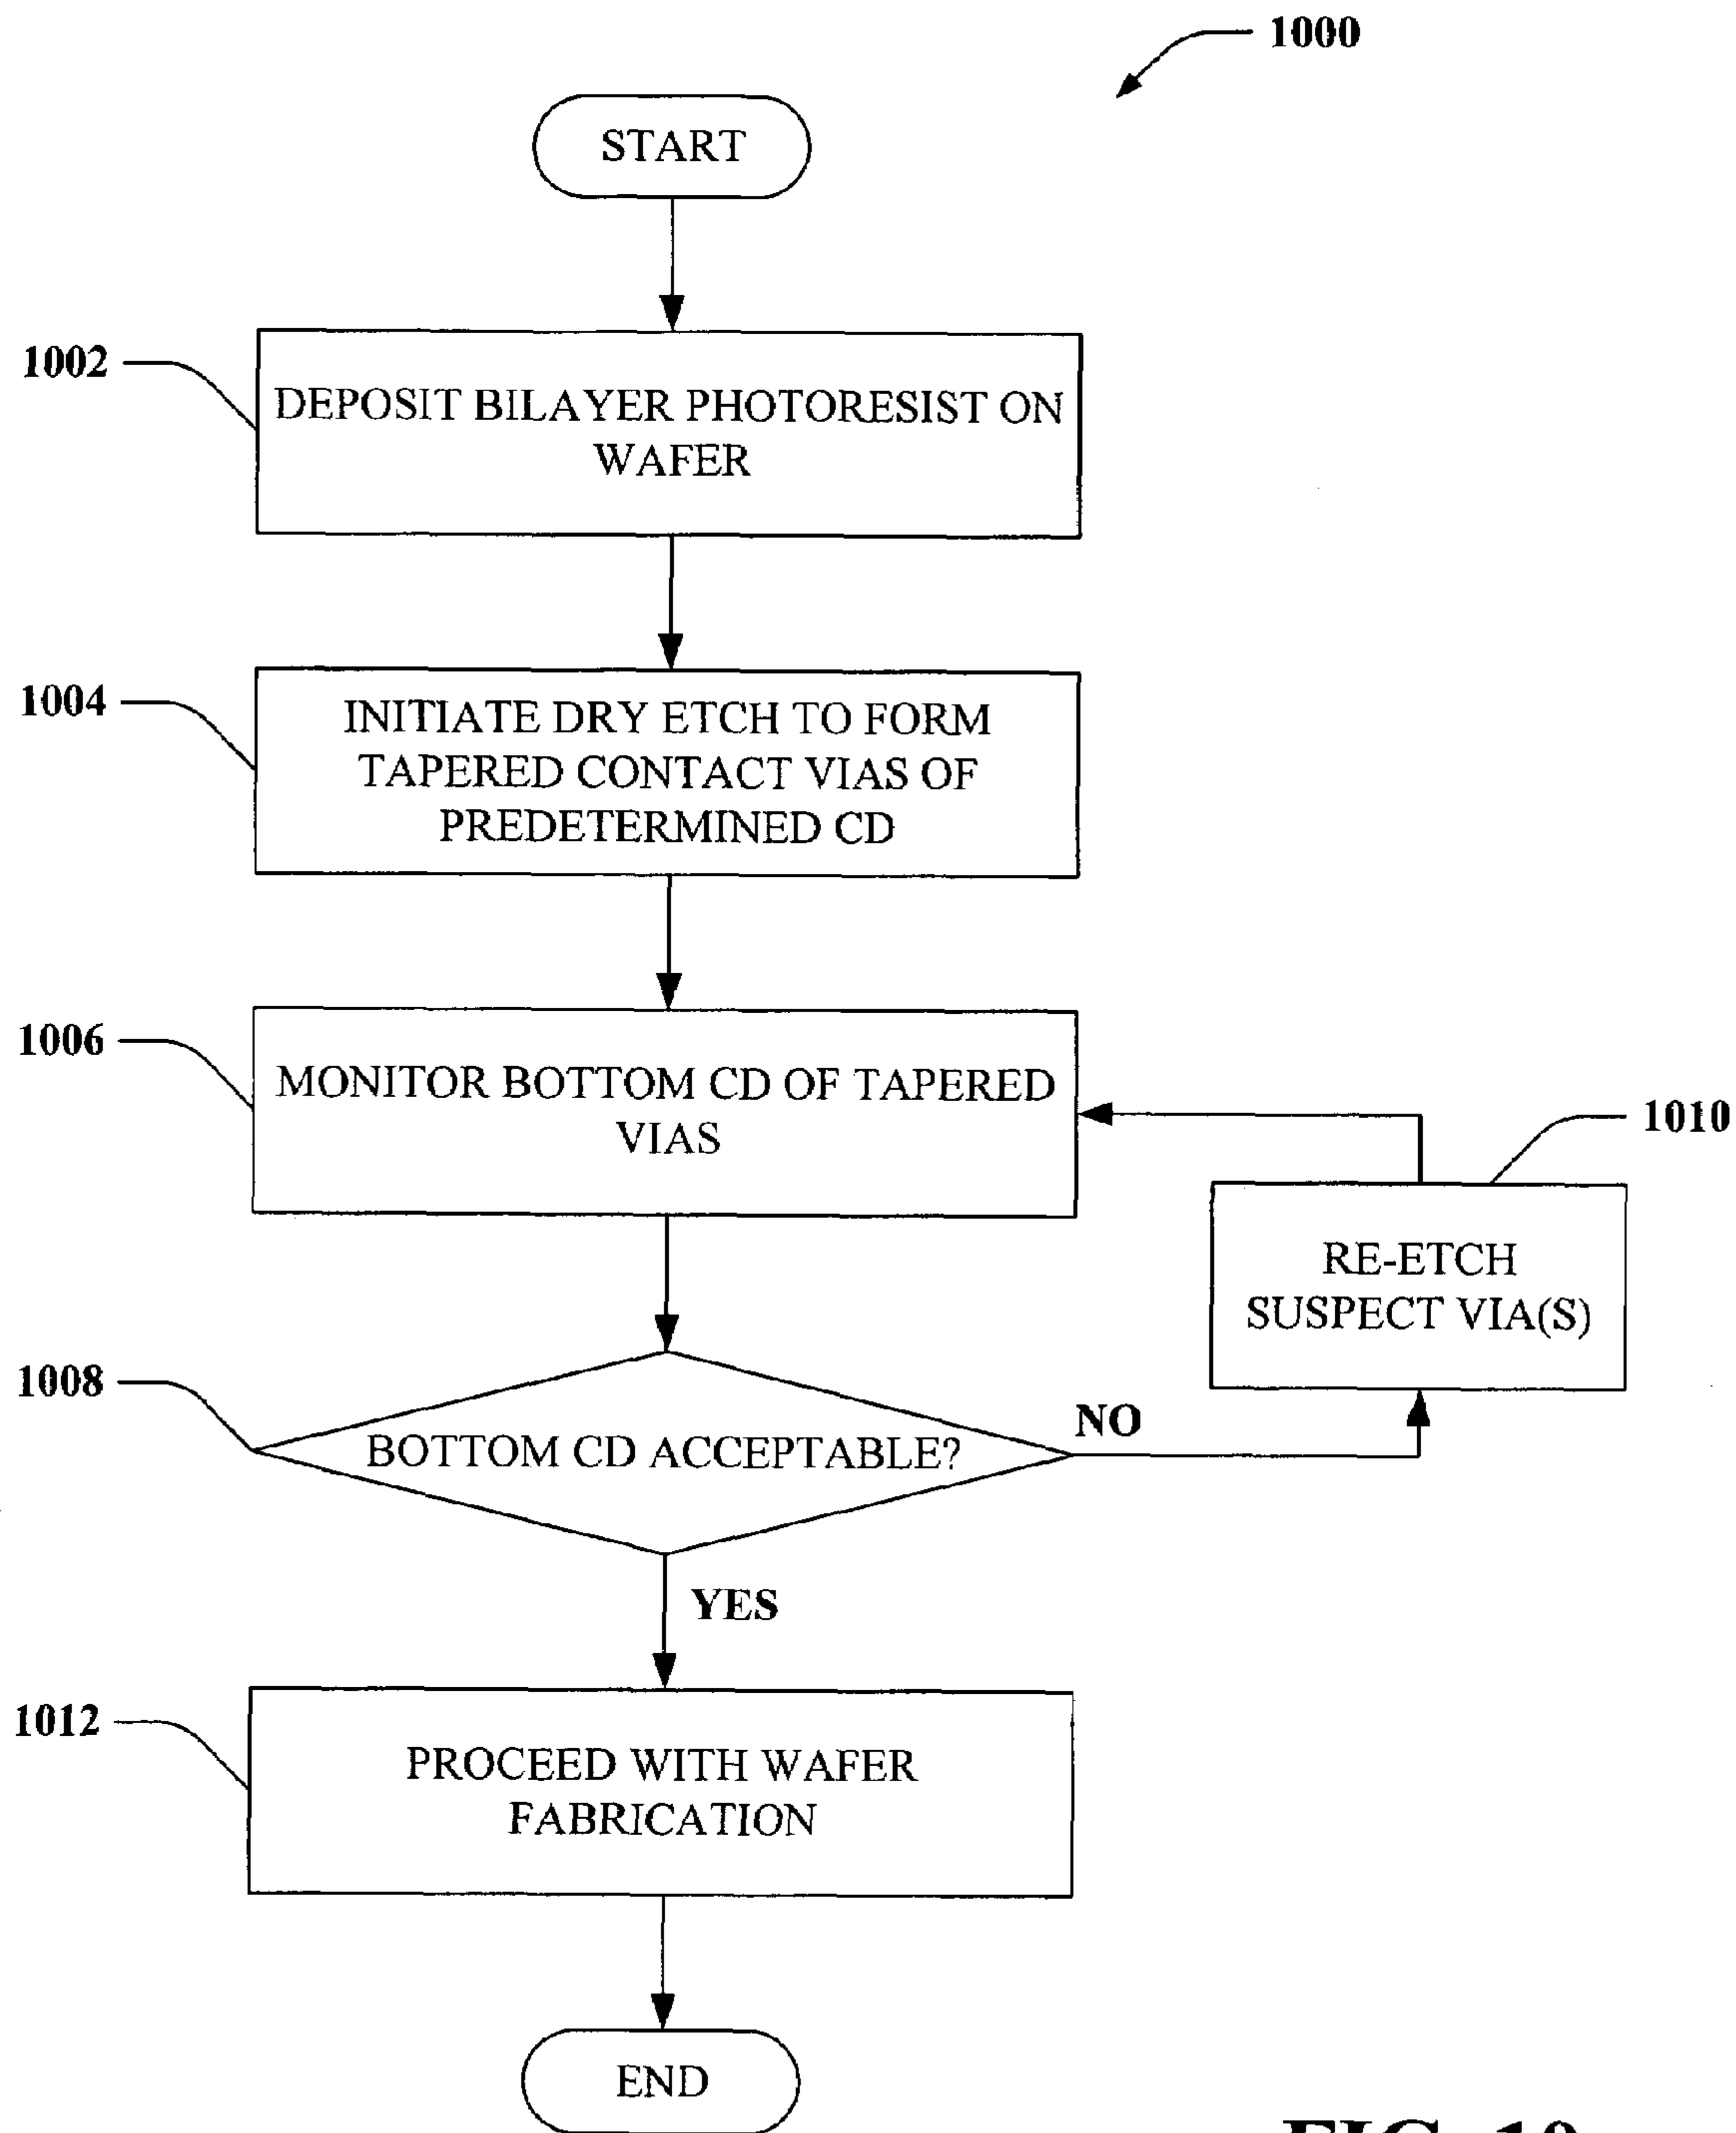 1000
START
1002
DEPOSIT BILAYER PHOTORESIST ON
WAFER
1004
INITIATE DRY ETCH TO FORM
TAPERED CONTACT VIAS OF
PREDETERMINED CD
1006
MONITOR BOTTOM CD OF TAPERED
VIAS
1010
RE-ETCH
SUSPECT VIA(S)
1008
BOTTOM CD ACCEPTABLE?
NO
YES
1012
PROCEED WITH WAFER
FABRICATION
END
FIG. 10